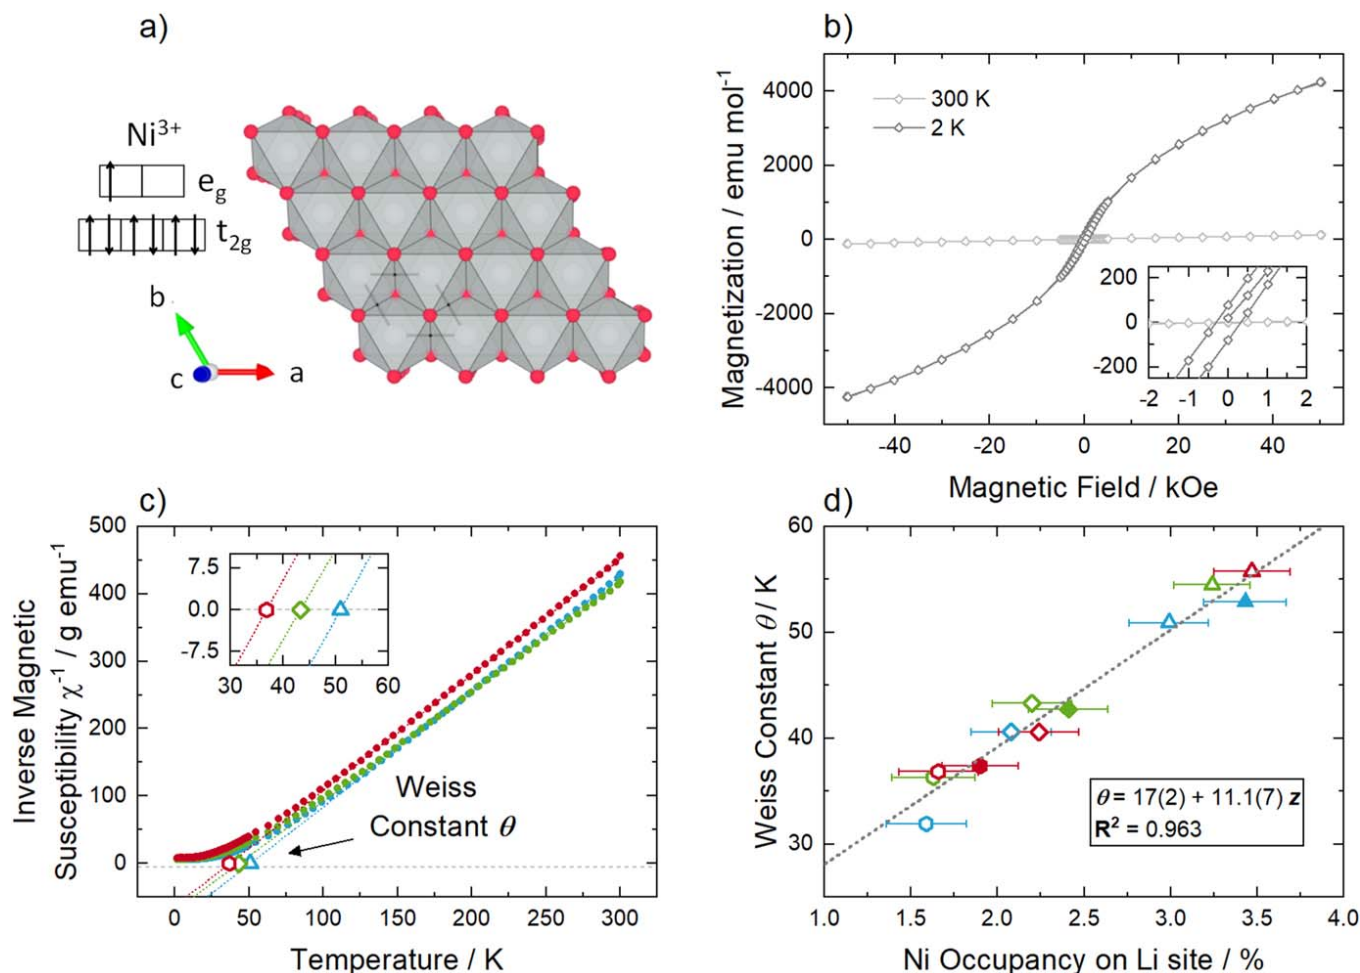 a)
Ni³⁺
e_g
t_2g
b
c
a
b)
Magnetization / emu mol⁻¹
4000
2000
0
-2000
-4000
300 K
2 K
200
0
-200
-2 -1 0 1 2
-40 -20 0 20 40
Magnetic Field / kOe
c)
Inverse Magnetic
Susceptibility χ⁻¹ / g emu⁻¹
500
400
300
200
100
0
7.5
0.0
-7.5
30 40 50 60
Weiss
Constant θ
0 50 100 150 200 250 300
Temperature / K
d)
Weiss Constant θ / K
60
50
40
30
θ = 17(2) + 11.1(7) z
R² = 0.963
1.0 1.5 2.0 2.5 3.0 3.5 4.0
Ni Occupancy on Li site / %